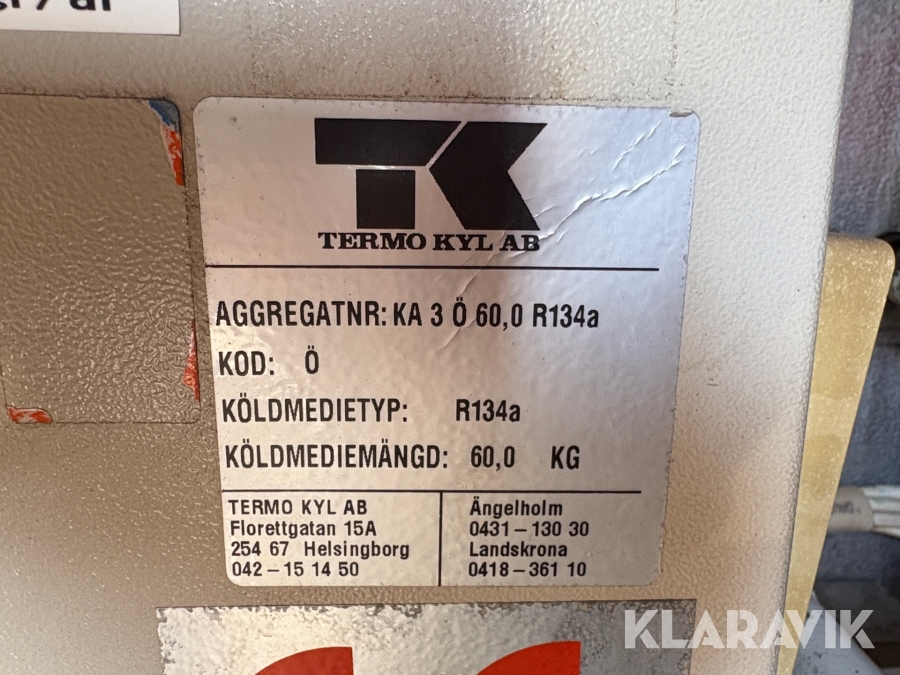 TK
TERMO KYL AB
AGGREGATNR: KA 3 Ö 60,0 R134a
KOD: Ö
KÖLDMEDIETYP: R134a
KÖLDMEDIEMÄNGD: 60,0 KG
TERMO KYL AB
Florettgatan 15A
254 67 Helsingborg
042-15 14 50
Ängelholm
0431-130 30
Landskrona
0418-361 10
KLARAVIK